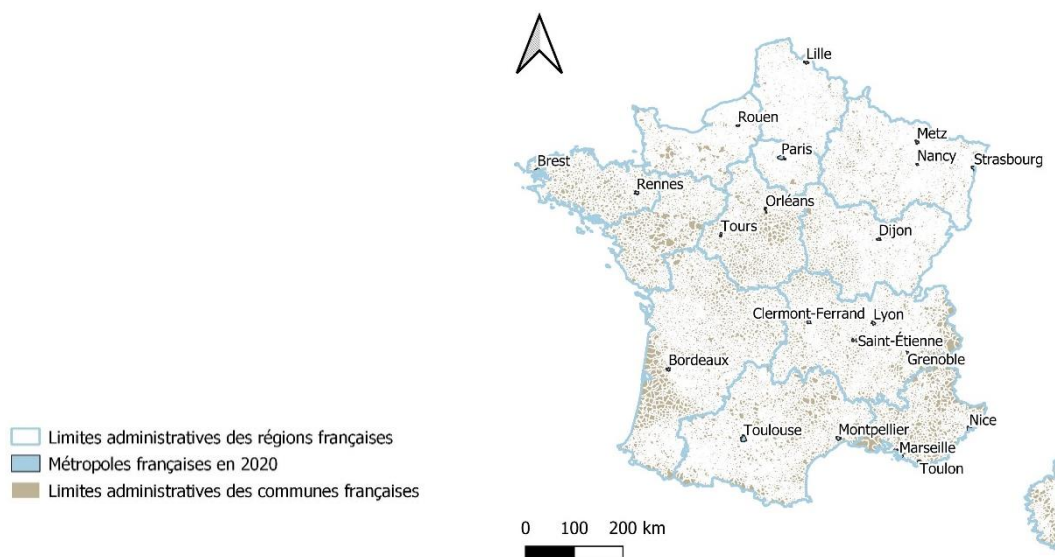 Lille
Rouen
Metz
Paris
Nancy
Strasbourg
Brest
Rennes
Orléans
Tours
Dijon
Clermont-Ferrand
Lyon
Saint-Étienne
Grenoble
Bordeaux
Toulouse
Montpellier
Nice
Marseille
Toulon
Limites administratives des régions françaises
Métropoles françaises en 2020
Limites administratives des communes françaises
0 100 200 km